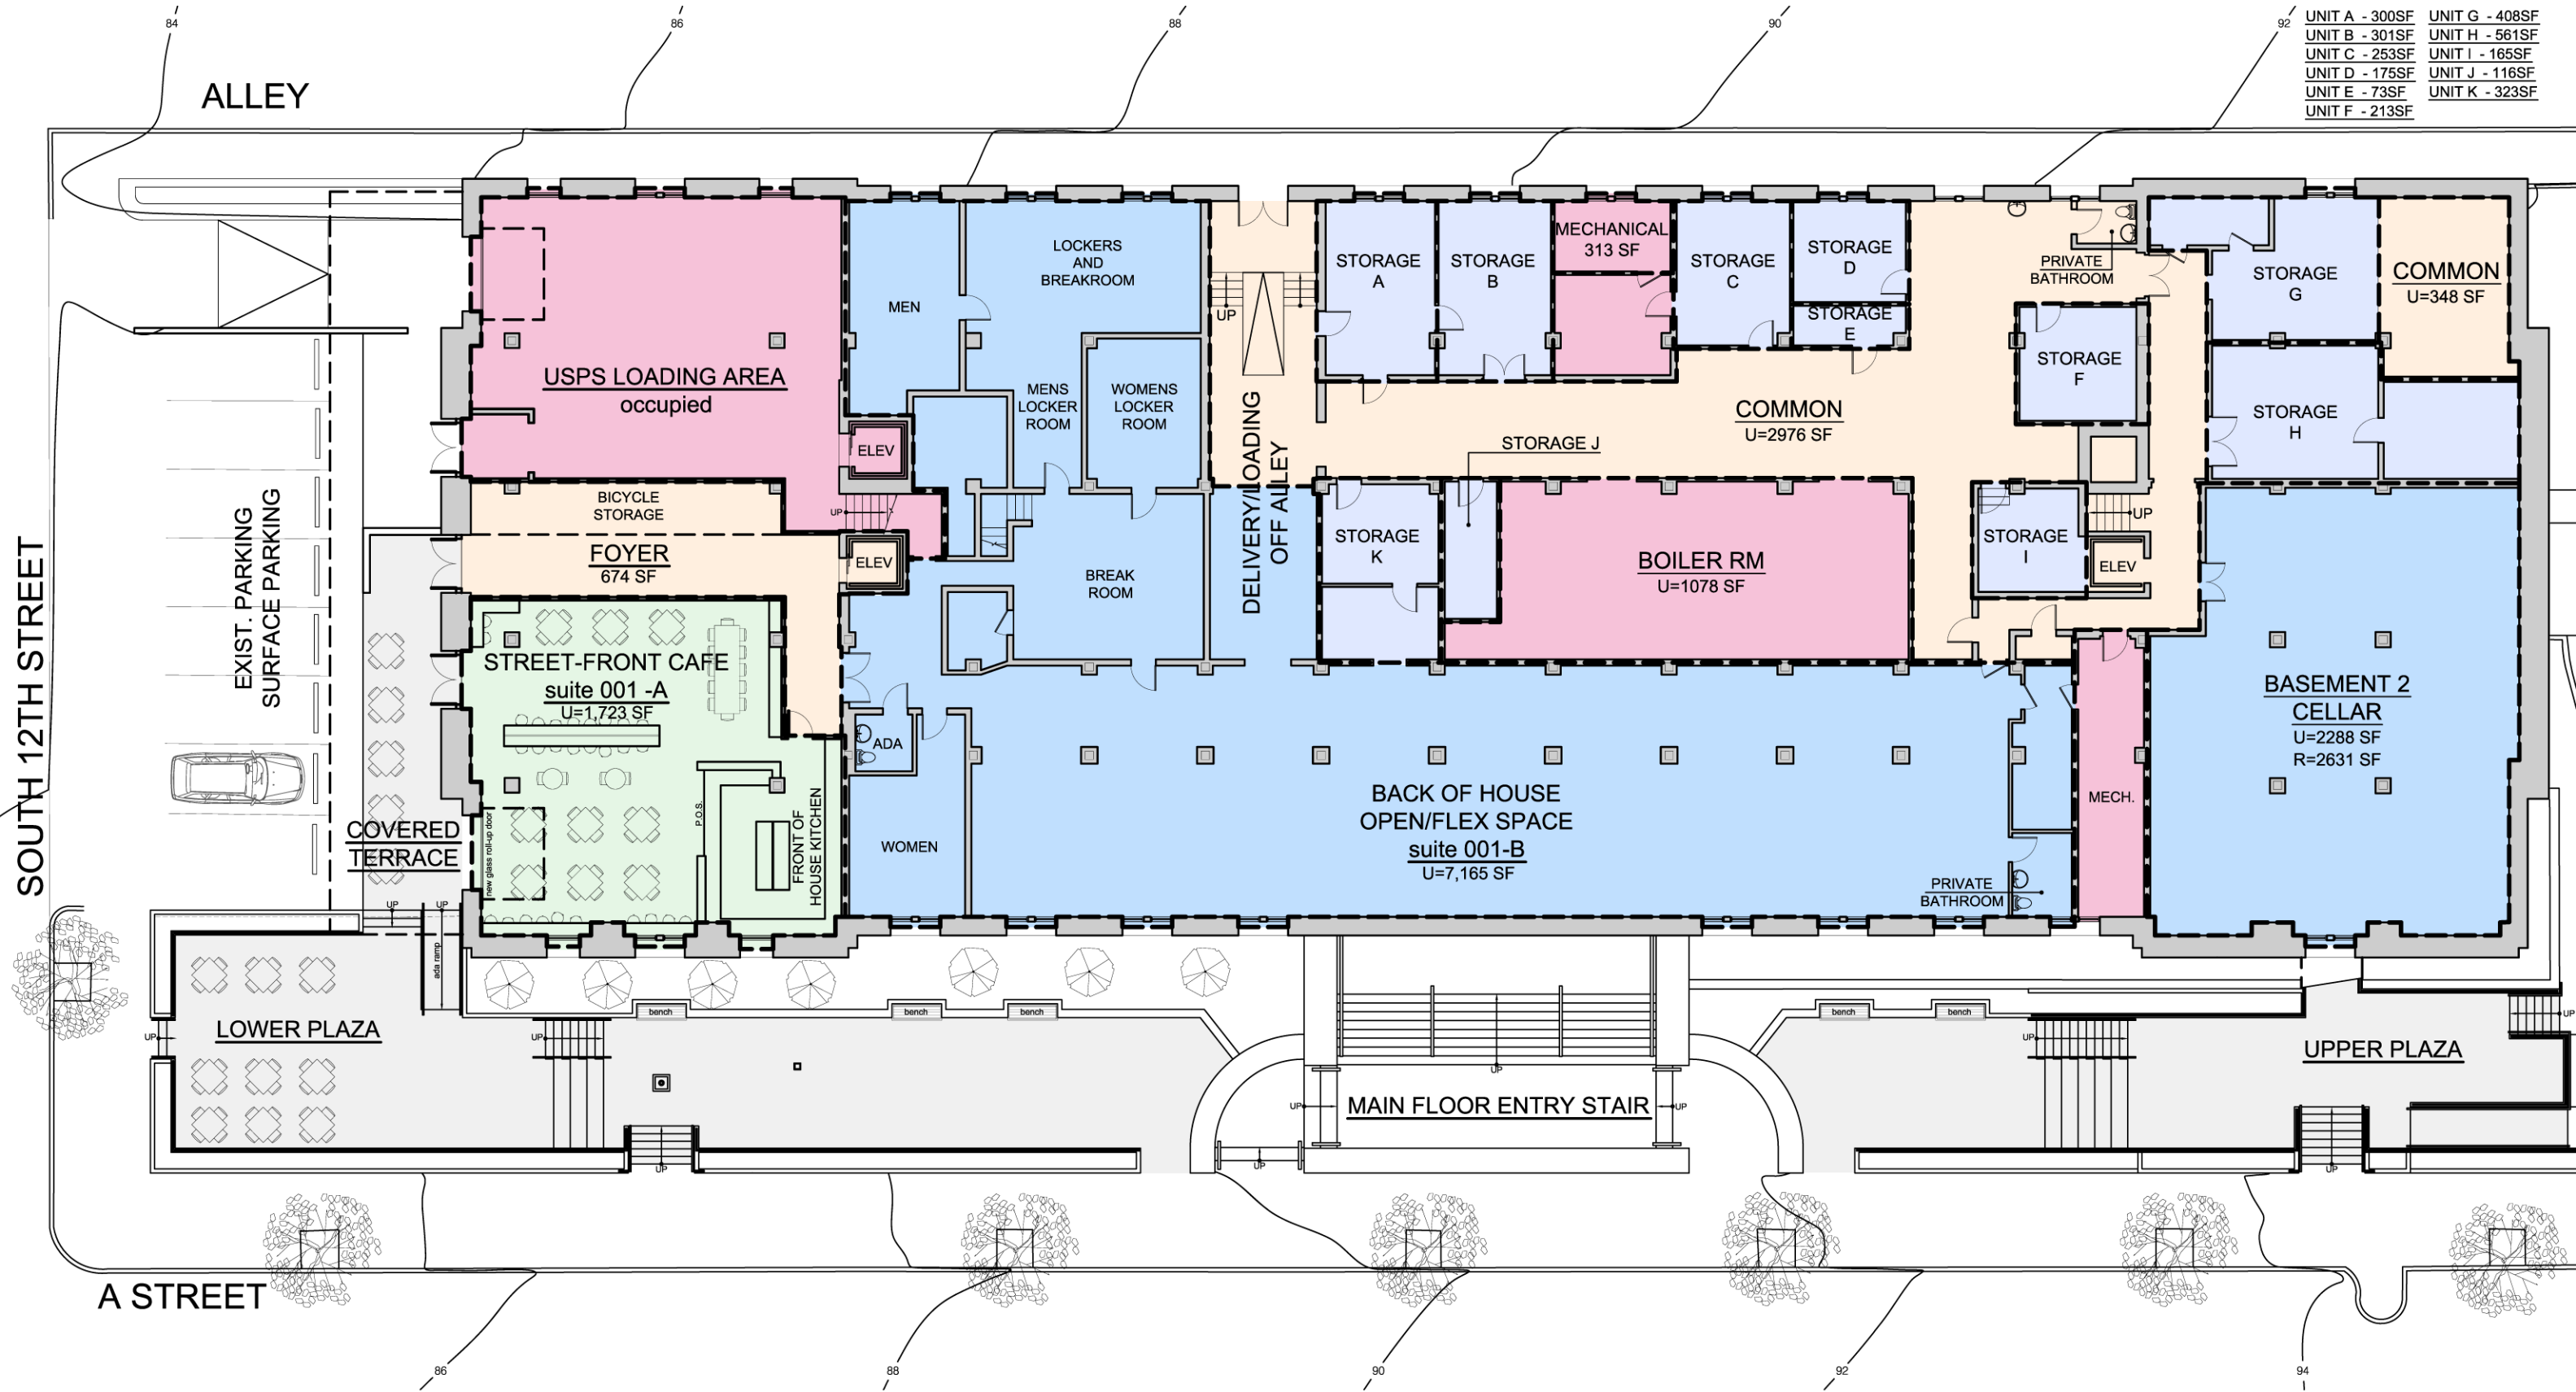 84
86
88
90
92
UNIT A - 300SF
UNIT B - 301SF
UNIT C - 253SF
UNIT D - 175SF
UNIT E - 73SF
UNIT F - 213SF
UNIT G - 408SF
UNIT H - 561SF
UNIT I - 165SF
UNIT J - 116SF
UNIT K - 323SF
ALLEY
USPS LOADING AREA
occupied
MEN
LOCKERS
AND
BREAKROOM
MENS
LOCKER
ROOM
WOMENS
LOCKER
ROOM
UP
DELIVERY/LOADING
OFF ALLEY
STORAGE
A
STORAGE
B
MECHANICAL
313 SF
STORAGE
C
STORAGE
D
STORAGE
E
PRIVATE
BATHROOM
STORAGE
F
STORAGE
G
COMMON
U=348 SF
STORAGE
H
COMMON
U=2976 SF
STORAGE J
ELEV
UP
BICYCLE
STORAGE
FOYER
674 SF
ELEV
BREAK
ROOM
STORAGE
K
BOILER RM
U=1078 SF
STORAGE
I
UP
ELEV
SOUTH 12TH STREET
EXIST. PARKING
SURFACE PARKING
STREET-FRONT CAFE
suite 001 -A
U=1,723 SF
P.O.S.
FRONT OF
HOUSE KITCHEN
new glass roll-up door
COVERED
TERRACE
ADA
WOMEN
BACK OF HOUSE
OPEN/FLEX SPACE
suite 001-B
U=7,165 SF
PRIVATE
BATHROOM
MECH.
BASEMENT 2
CELLAR
U=2288 SF
R=2631 SF
UP
UP
ada ramp
LOWER PLAZA
UP
UP
bench
bench
bench
UP
bench
bench
UP
UP
UPPER PLAZA
UP
MAIN FLOOR ENTRY STAIR
UP
UP
UP
UP
A STREET
86
88
90
92
94